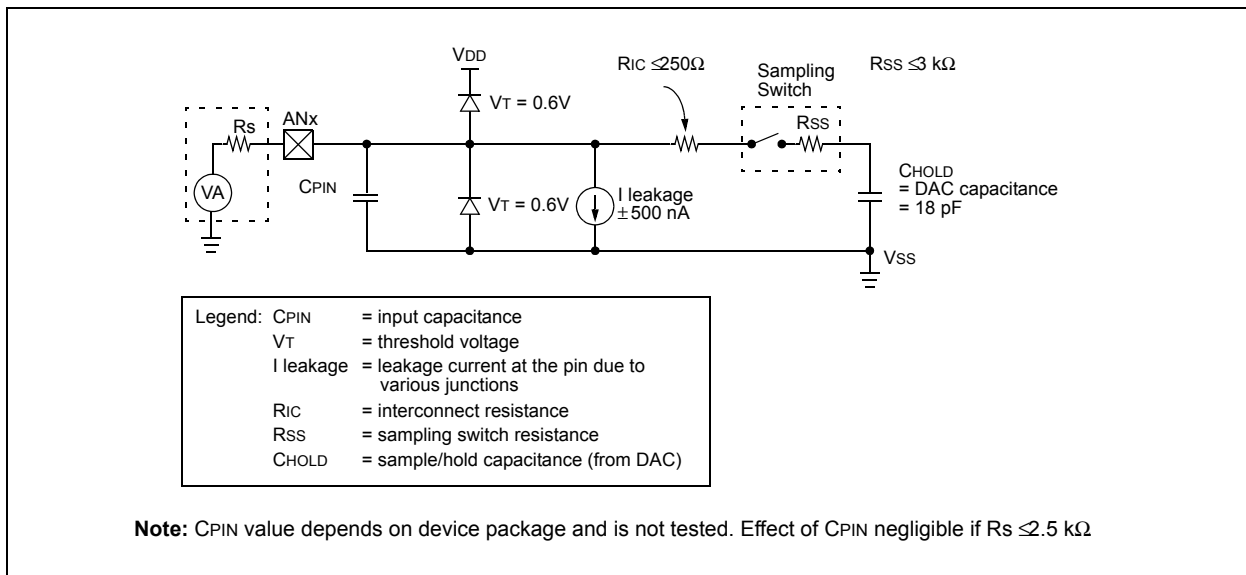 VDD
RIC ≤250Ω
Sampling
Switch
RSS ≤3 kΩ
VT = 0.6V
Rs
ANx
RSS
VA
CPIN
VT = 0.6V
I leakage
±500 nA
CHOLD
= DAC capacitance
= 18 pF
VSS
Legend: CPIN = input capacitance
VT = threshold voltage
I leakage = leakage current at the pin due to
various junctions
RIC = interconnect resistance
RSS = sampling switch resistance
CHOLD = sample/hold capacitance (from DAC)
Note: CPIN value depends on device package and is not tested. Effect of CPIN negligible if Rs ≤2.5 kΩ